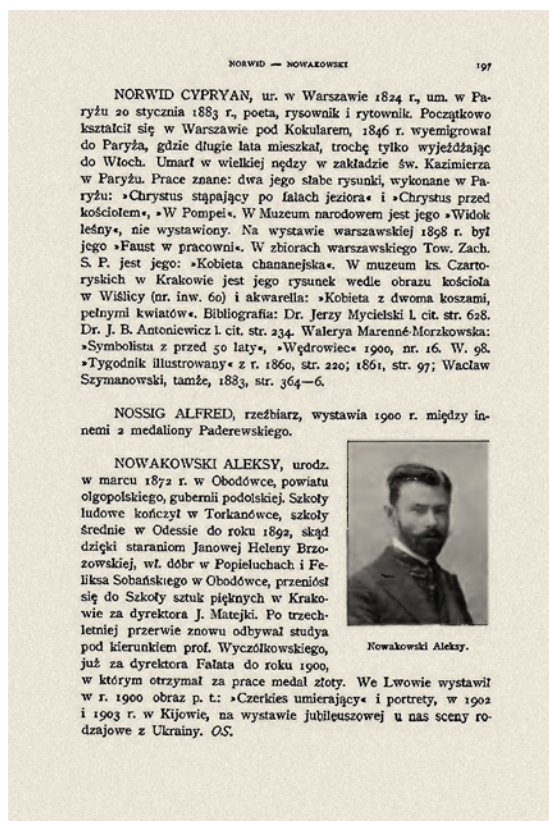 NORWID — NOWAKOWSKI 197
NORWID CYPRYAN, ur. w Warszawie 1824 r., um. w Pa-
ryżu 20 stycznia 1883 r., poeta, rysownik i rytownik. Początkowo
kształcił się w Warszawie pod Kokularem, 1846 r. wyemigrował
do Paryża, gdzie długie lata mieszkał, trochę tylko wyjeżdżając
do Włoch. Umarł w wielkiej nędzy w zakładzie św. Kazimierza
w Paryżu. Prace znane: dwa jego słabe rysunki, wykonane w Pa-
ryżu: »Chrystus stąpający po falach jeziora« i »Chrystus przed
kościołem«, »W Pompei«. W Muzeum narodowem jest jego »Widok
leśny«, nie wystawiony. Na wystawie warszawskiej 1898 r. był
jego »Faust w pracowni«. W zbiorach warszawskiego Tow. Zach.
S. P. jest jego: »Kobieta chananejska«. W muzeum ks. Czarto-
ryskich w Krakowie jest jego rysunek wedle obrazu kościoła
w Wiślicy (nr. inw. 60) i akwarella: »Kobieta z dwoma koszami,
pełnymi kwiatów«. Bibliografia: Dr. Jerzy Mycielski l. cit. str. 628.
Dr. J. B. Antoniewicz l. cit. str. 234. Walerya Marenné-Morzkowska:
»Symbolista z przed 50 laty«, »Wędrowiec« 1900, nr. 16. W. 98.
»Tygodnik illustrowany« z r. 1860, str. 220; 1861, str. 97; Wacław
Szymanowski, tamże, 1883, str. 364—6.
NOSSIG ALFRED, rzeźbiarz, wystawia 1900 r. między in-
nemi 2 medaliony Paderewskiego.
NOWAKOWSKI ALEKSY, urodz.
w marcu 1872 r. w Obodówce, powiatu
olgopolskiego, gubernii podolskiej. Szkoły
ludowe kończył w Torkanówce, szkoły
średnie w Odessie do roku 1892, skąd
dzięki staraniom Janowej Heleny Brzo-
zowskiej, wł. dóbr w Popieluchach i Fe-
liksa Sobańskiego w Obodówce, przeniósł
się do Szkoły sztuk pięknych w Krako-
wie za dyrektora J. Matejki. Po trzech-
letniej przerwie znowu odbywał studya
pod kierunkiem prof. Wyczółkowskiego,
już za dyrektora Fałata do roku 1900,
w którym otrzymał za prace medal złoty. We Lwowie wystawił
w r. 1900 obraz p. t.: »Czerkies umierający« i portrety, w 1902
i 1903 r. w Kijowie, na wystawie jubileuszowej u nas sceny ro-
dzajowe z Ukrainy. OS.
Nowakowski Aleksy.